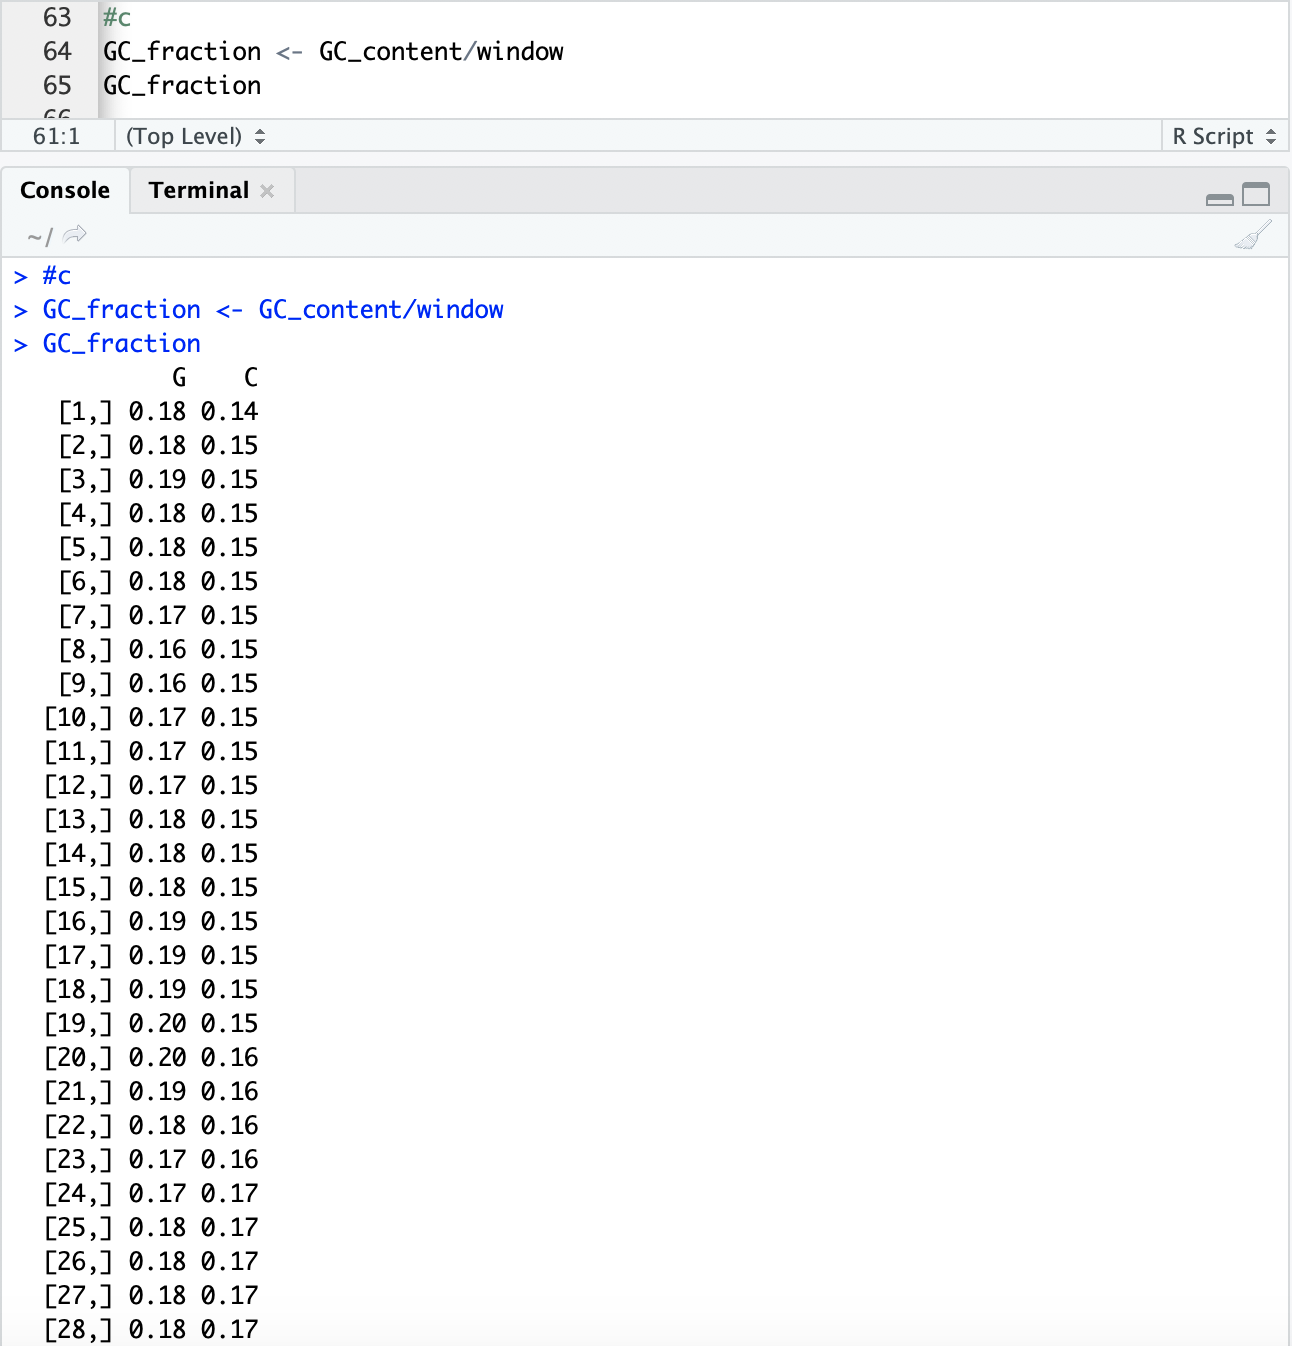 63 #c
64 GC_fraction <- GC_content/window
65 GC_fraction
66
61:1 (Top Level) R Script
Console Terminal ×
~/
> #c
> GC_fraction <- GC_content/window
> GC_fraction
G C
[1,] 0.18 0.14
[2,] 0.18 0.15
[3,] 0.19 0.15
[4,] 0.18 0.15
[5,] 0.18 0.15
[6,] 0.18 0.15
[7,] 0.17 0.15
[8,] 0.16 0.15
[9,] 0.16 0.15
[10,] 0.17 0.15
[11,] 0.17 0.15
[12,] 0.17 0.15
[13,] 0.18 0.15
[14,] 0.18 0.15
[15,] 0.18 0.15
[16,] 0.19 0.15
[17,] 0.19 0.15
[18,] 0.19 0.15
[19,] 0.20 0.15
[20,] 0.20 0.16
[21,] 0.19 0.16
[22,] 0.18 0.16
[23,] 0.17 0.16
[24,] 0.17 0.17
[25,] 0.18 0.17
[26,] 0.18 0.17
[27,] 0.18 0.17
[28,] 0.18 0.17